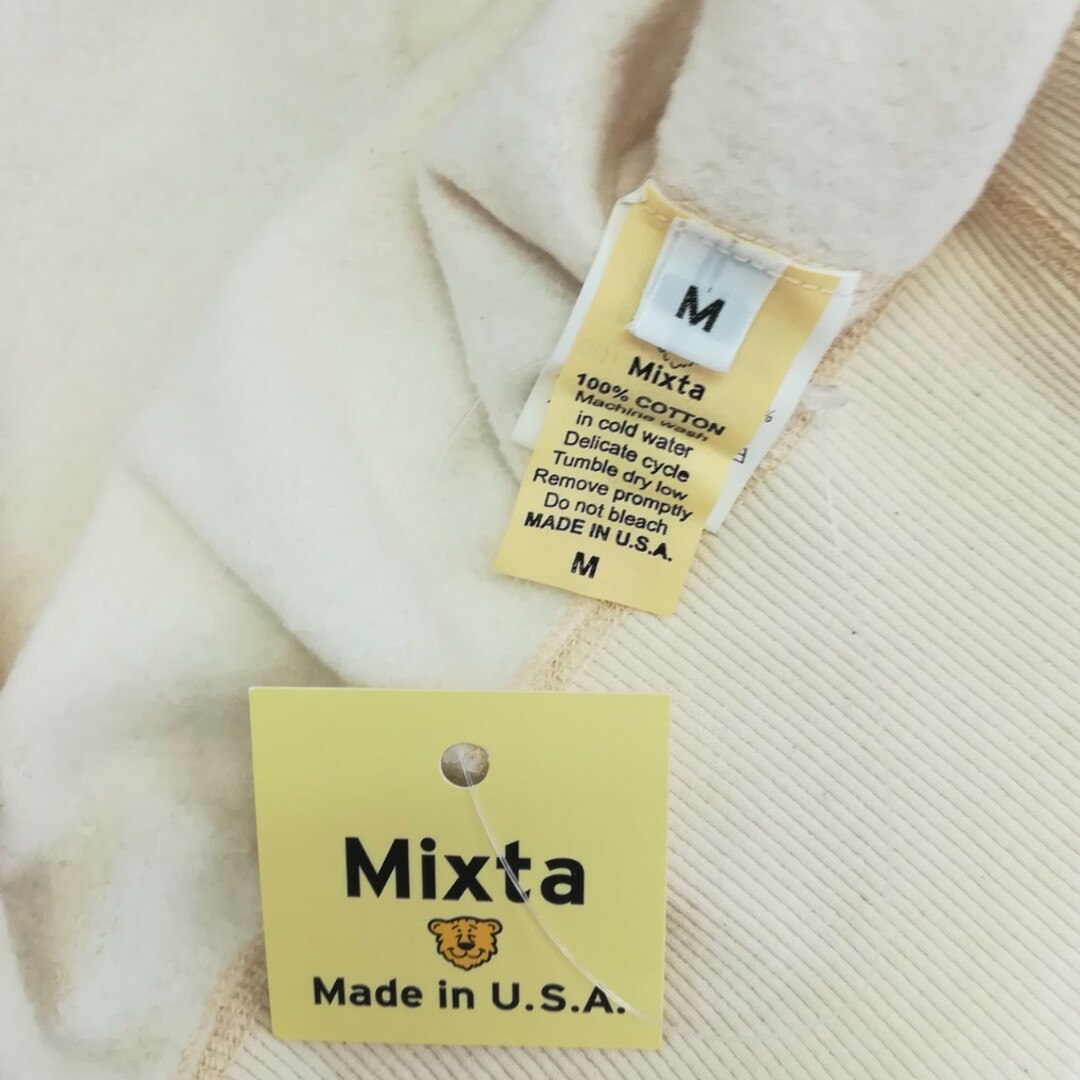 M
Mixta
100% COTTON
Machine wash
in cold water
Delicate cycle
Tumble dry low
Remove promptly
Do not bleach
MADE IN U.S.A.
M
Mixta
Made in U.S.A.